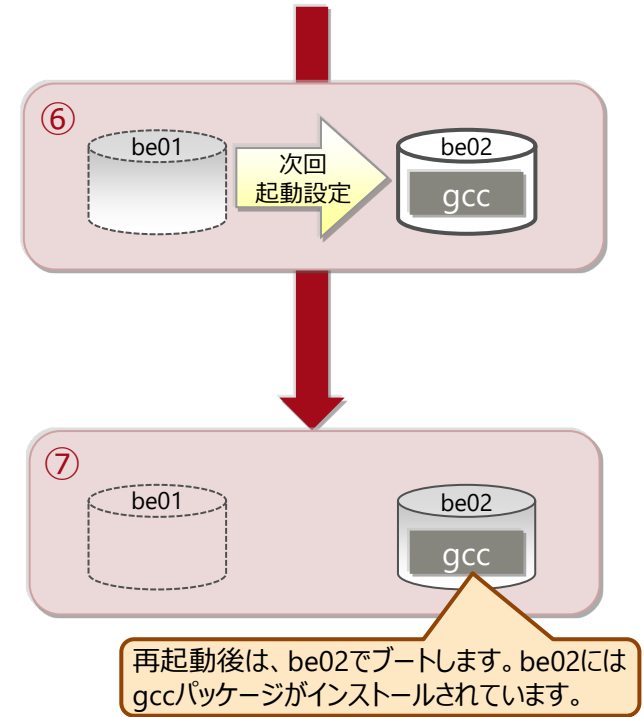 ⑥
be01
次回
起動設定
be02
gcc
⑦
be01
be02
gcc
再起動後は、be02でブートします。be02には
gccパッケージがインストールされています。